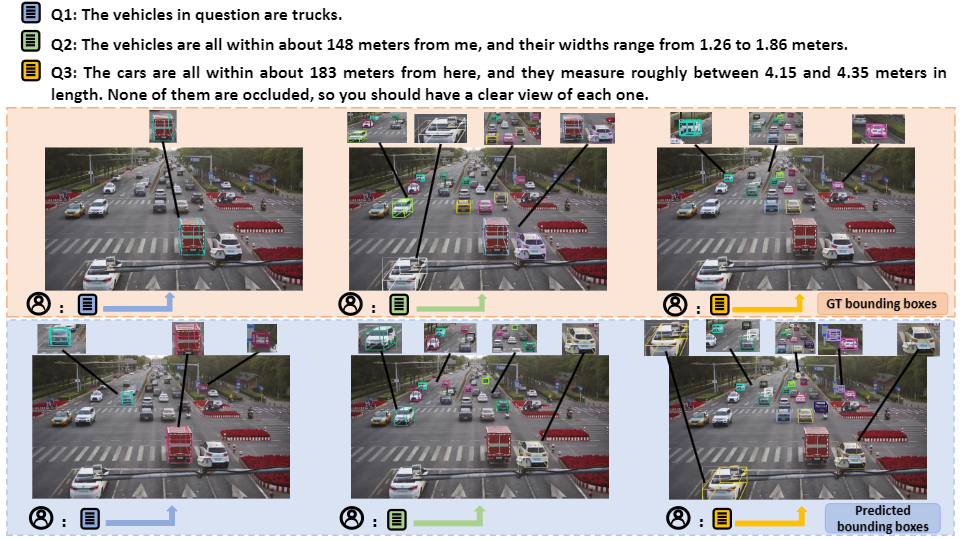 Q1: The vehicles in question are trucks.
Q2: The vehicles are all within about 148 meters from me, and their widths range from 1.26 to 1.86 meters.
Q3: The cars are all within about 183 meters from here, and they measure roughly between 4.15 and 4.35 meters in
length. None of them are occluded, so you should have a clear view of each one.
:
:
:
GT bounding boxes
:
:
:
Predicted
bounding boxes